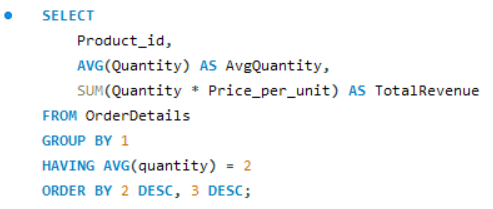 SELECT
Product_id,
AVG(Quantity) AS AvgQuantity,
SUM(Quantity * Price_per_unit) AS TotalRevenue
FROM OrderDetails
GROUP BY 1
HAVING AVG(quantity) = 2
ORDER BY 2 DESC, 3 DESC;